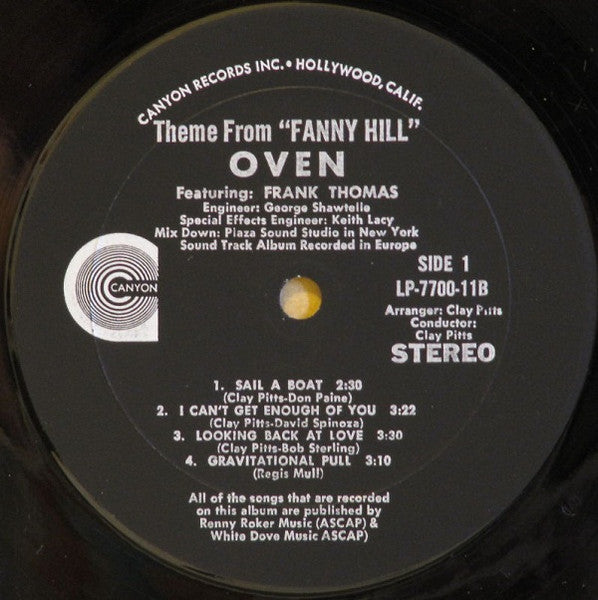 CANYON RECORDS INC. • HOLLYWOOD, CALIF.
Theme From "FANNY HILL"
OVEN
Featuring: FRANK THOMAS
Engineer: George Shawtelle
Special Effects Engineer: Keith Lacy
Mix Down: Plaza Sound Studio in New York
Sound Track Album Recorded in Europe
CANYON
SIDE 1
LP-7700-11B
Arranger: Clay Pitts
Conductor:
Clay Pitts
STEREO
1. SAIL A BOAT 2:30
(Clay Pitts-Don Paine)
2. I CAN'T GET ENOUGH OF YOU 3:22
(Clay Pitts-David Spinoza)
3. LOOKING BACK AT LOVE 3:30
(Clay Pitts-Bob Sterling)
4. GRAVITATIONAL PULL 3:10
(Regis Mull)
All of the songs that are recorded
on this album are published by
Renny Roker Music (ASCAP) &
White Dove Music ASCAP)